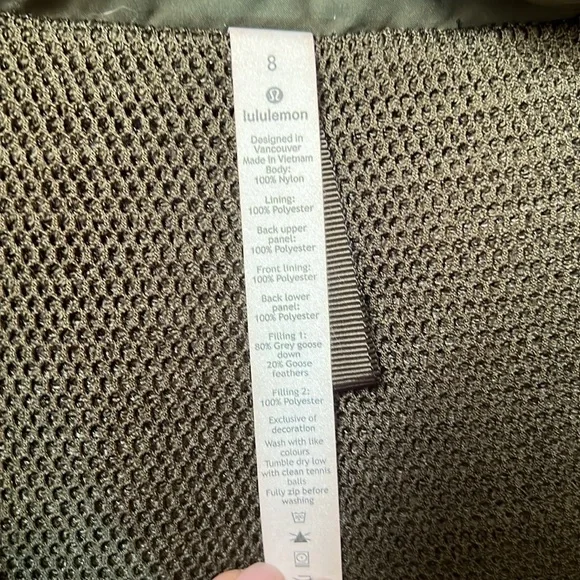 8
lululemon
Designed in
Vancouver
Made in Vietnam
Body:
100% Nylon
Lining:
100% Polyester
Back upper
panel:
100% Polyester
Front lining:
100% Polyester
Back lower
panel:
100% Polyester
Filling 1:
80% Grey goose
down
20% Goose
feathers
Filling 2:
100% Polyester
Exclusive of
decoration
Wash with like
colours
Tumble dry low
with clean tennis
balls
Fully zip before
washing